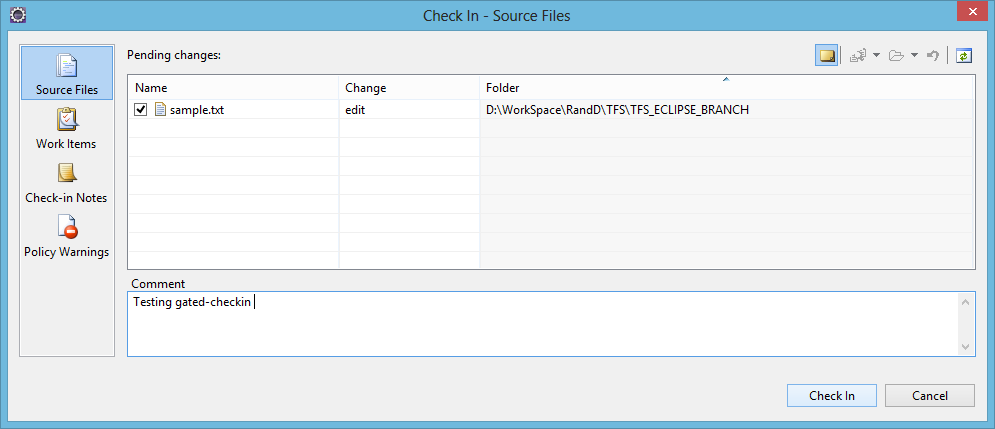 Check In - Source Files
Source Files
Work Items
Check-in Notes
Policy Warnings
Pending changes:
Name Change Folder
sample.txt edit D:\WorkSpace\RandD\TFS\TFS_ECLIPSE_BRANCH
Comment
Testing gated-checkin
Check In Cancel